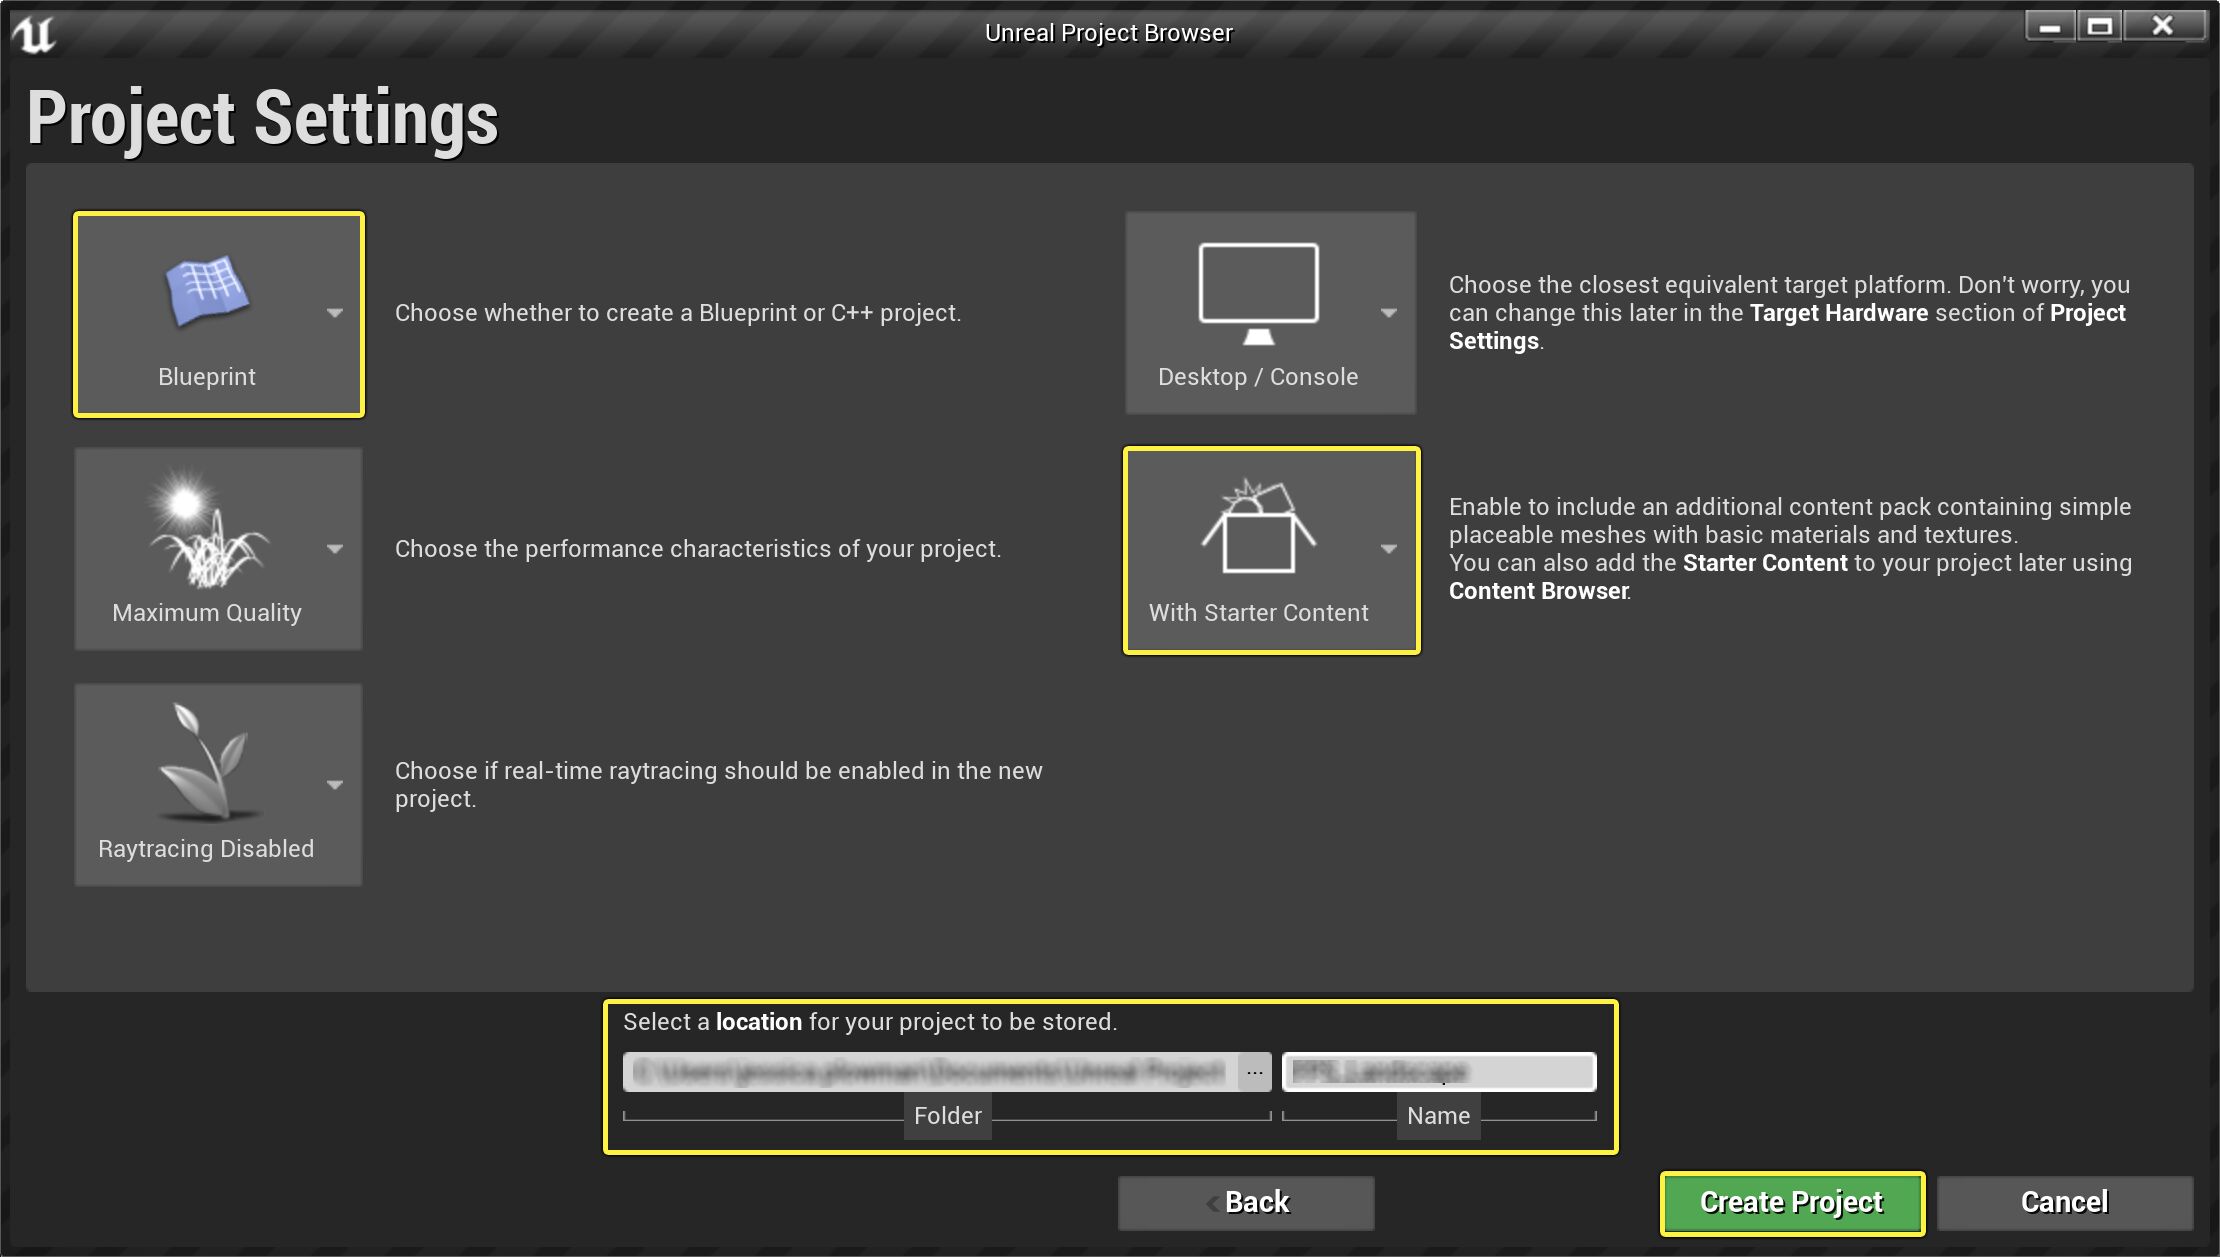 Unreal Project Browser
Project Settings
Blueprint
Choose whether to create a Blueprint or C++ project.
Desktop / Console
Choose the closest equivalent target platform. Don't worry, you
can change this later in the Target Hardware section of Project
Settings.
Maximum Quality
Choose the performance characteristics of your project.
With Starter Content
Enable to include an additional content pack containing simple
placeable meshes with basic materials and textures.
You can also add the Starter Content to your project later using
Content Browser.
Raytracing Disabled
Choose if real-time raytracing should be enabled in the new
project.
Select a location for your project to be stored.
...
Folder
Name
< Back
Create Project
Cancel